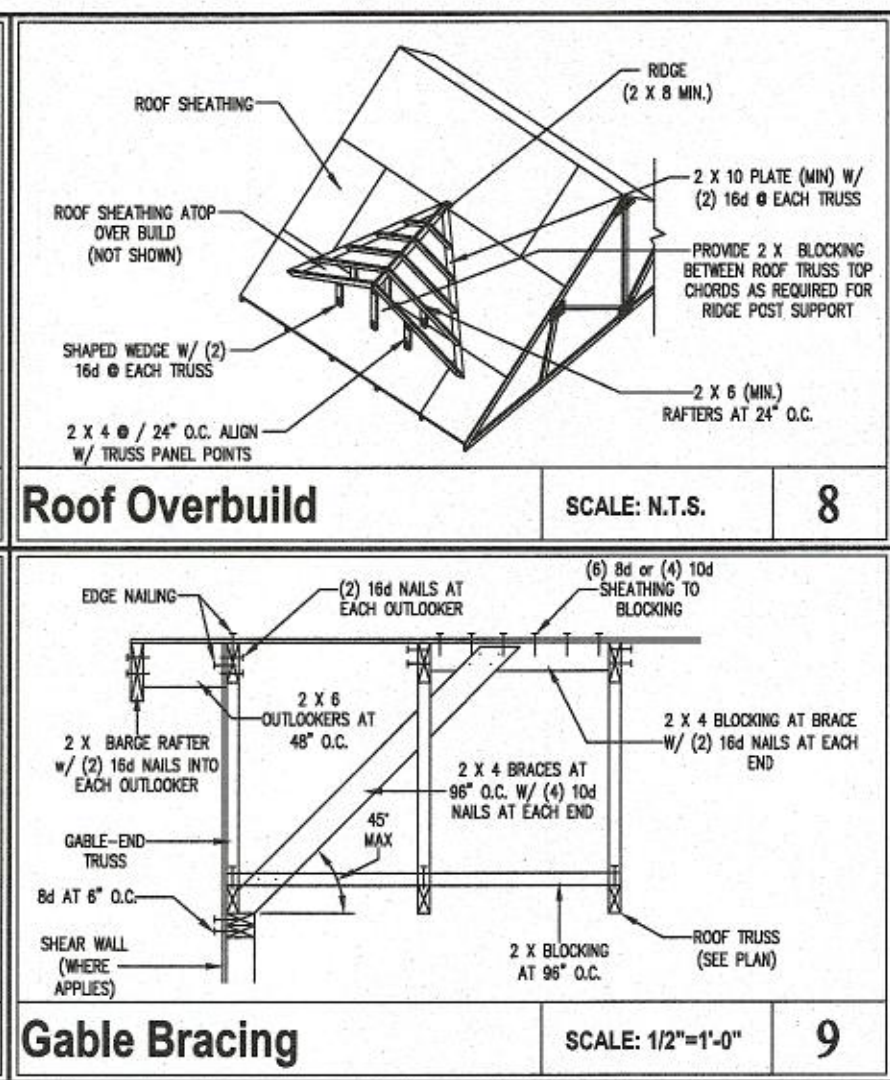 ROOF SHEATHING
RIDGE
(2 X 8 MIN.)
2 X 10 PLATE (MIN) W/
(2) 16d @ EACH TRUSS
ROOF SHEATHING ATOP
OVER BUILD
(NOT SHOWN)
PROVIDE 2 X BLOCKING
BETWEEN ROOF TRUSS TOP
CHORDS AS REQUIRED FOR
RIDGE POST SUPPORT
SHAPED WEDGE W/ (2)
16d @ EACH TRUSS
2 X 6 (MIN.)
RAFTERS AT 24" O.C.
2 X 4 @ / 24" O.C. ALIGN
W/ TRUSS PANEL POINTS
Roof Overbuild
SCALE: N.T.S.
8
EDGE NAILING
(2) 16d NAILS AT
EACH OUTLOOKER
(6) 8d or (4) 10d
SHEATHING TO
BLOCKING
2 X 6
OUTLOOKERS AT
48" O.C.
2 X BARGE RAFTER
w/ (2) 16d NAILS INTO
EACH OUTLOOKER
2 X 4 BLOCKING AT BRACE
W/ (2) 16d NAILS AT EACH
END
2 X 4 BRACES AT
96" O.C. W/ (4) 10d
NAILS AT EACH END
45°
MAX
GABLE-END
TRUSS
8d AT 6" O.C.
SHEAR WALL
(WHERE
APPLIES)
2 X BLOCKING
AT 96" O.C.
ROOF TRUSS
(SEE PLAN)
Gable Bracing
SCALE: 1/2"=1'-0"
9